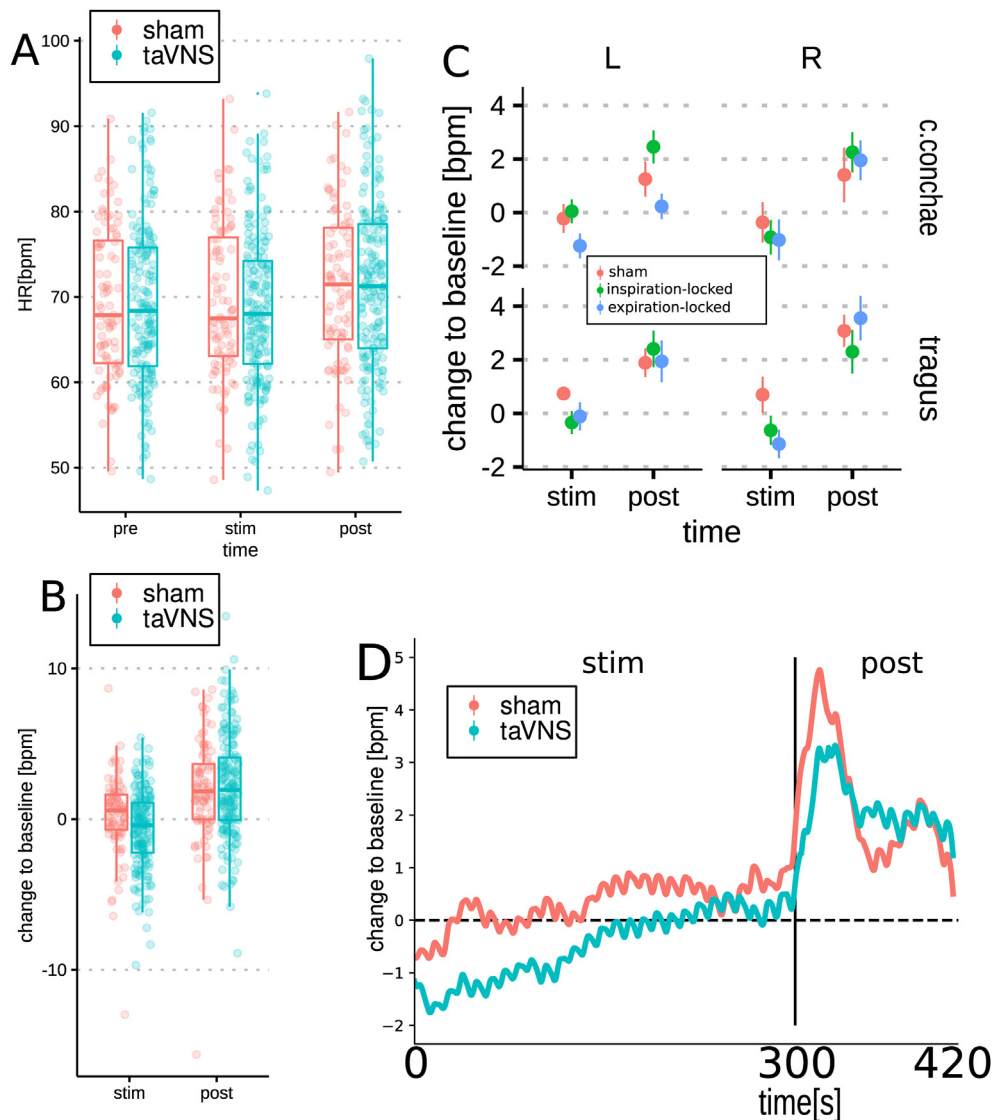 A
sham
taVNS
100
90
80
70
60
50
HR[bpm]
pre
stim
post
time
C
L
R
4
2
0
-2
4
2
0
-2
change to baseline [bpm]
c.conchae
tragus
sham
inspiration-locked
expiration-locked
stim
post
stim
post
time
B
sham
taVNS
10
0
-10
change to baseline [bpm]
stim
post
D
stim
post
sham
taVNS
5
4
3
2
1
0
−1
−2
change to baseline [bpm]
0
300
420
time[s]